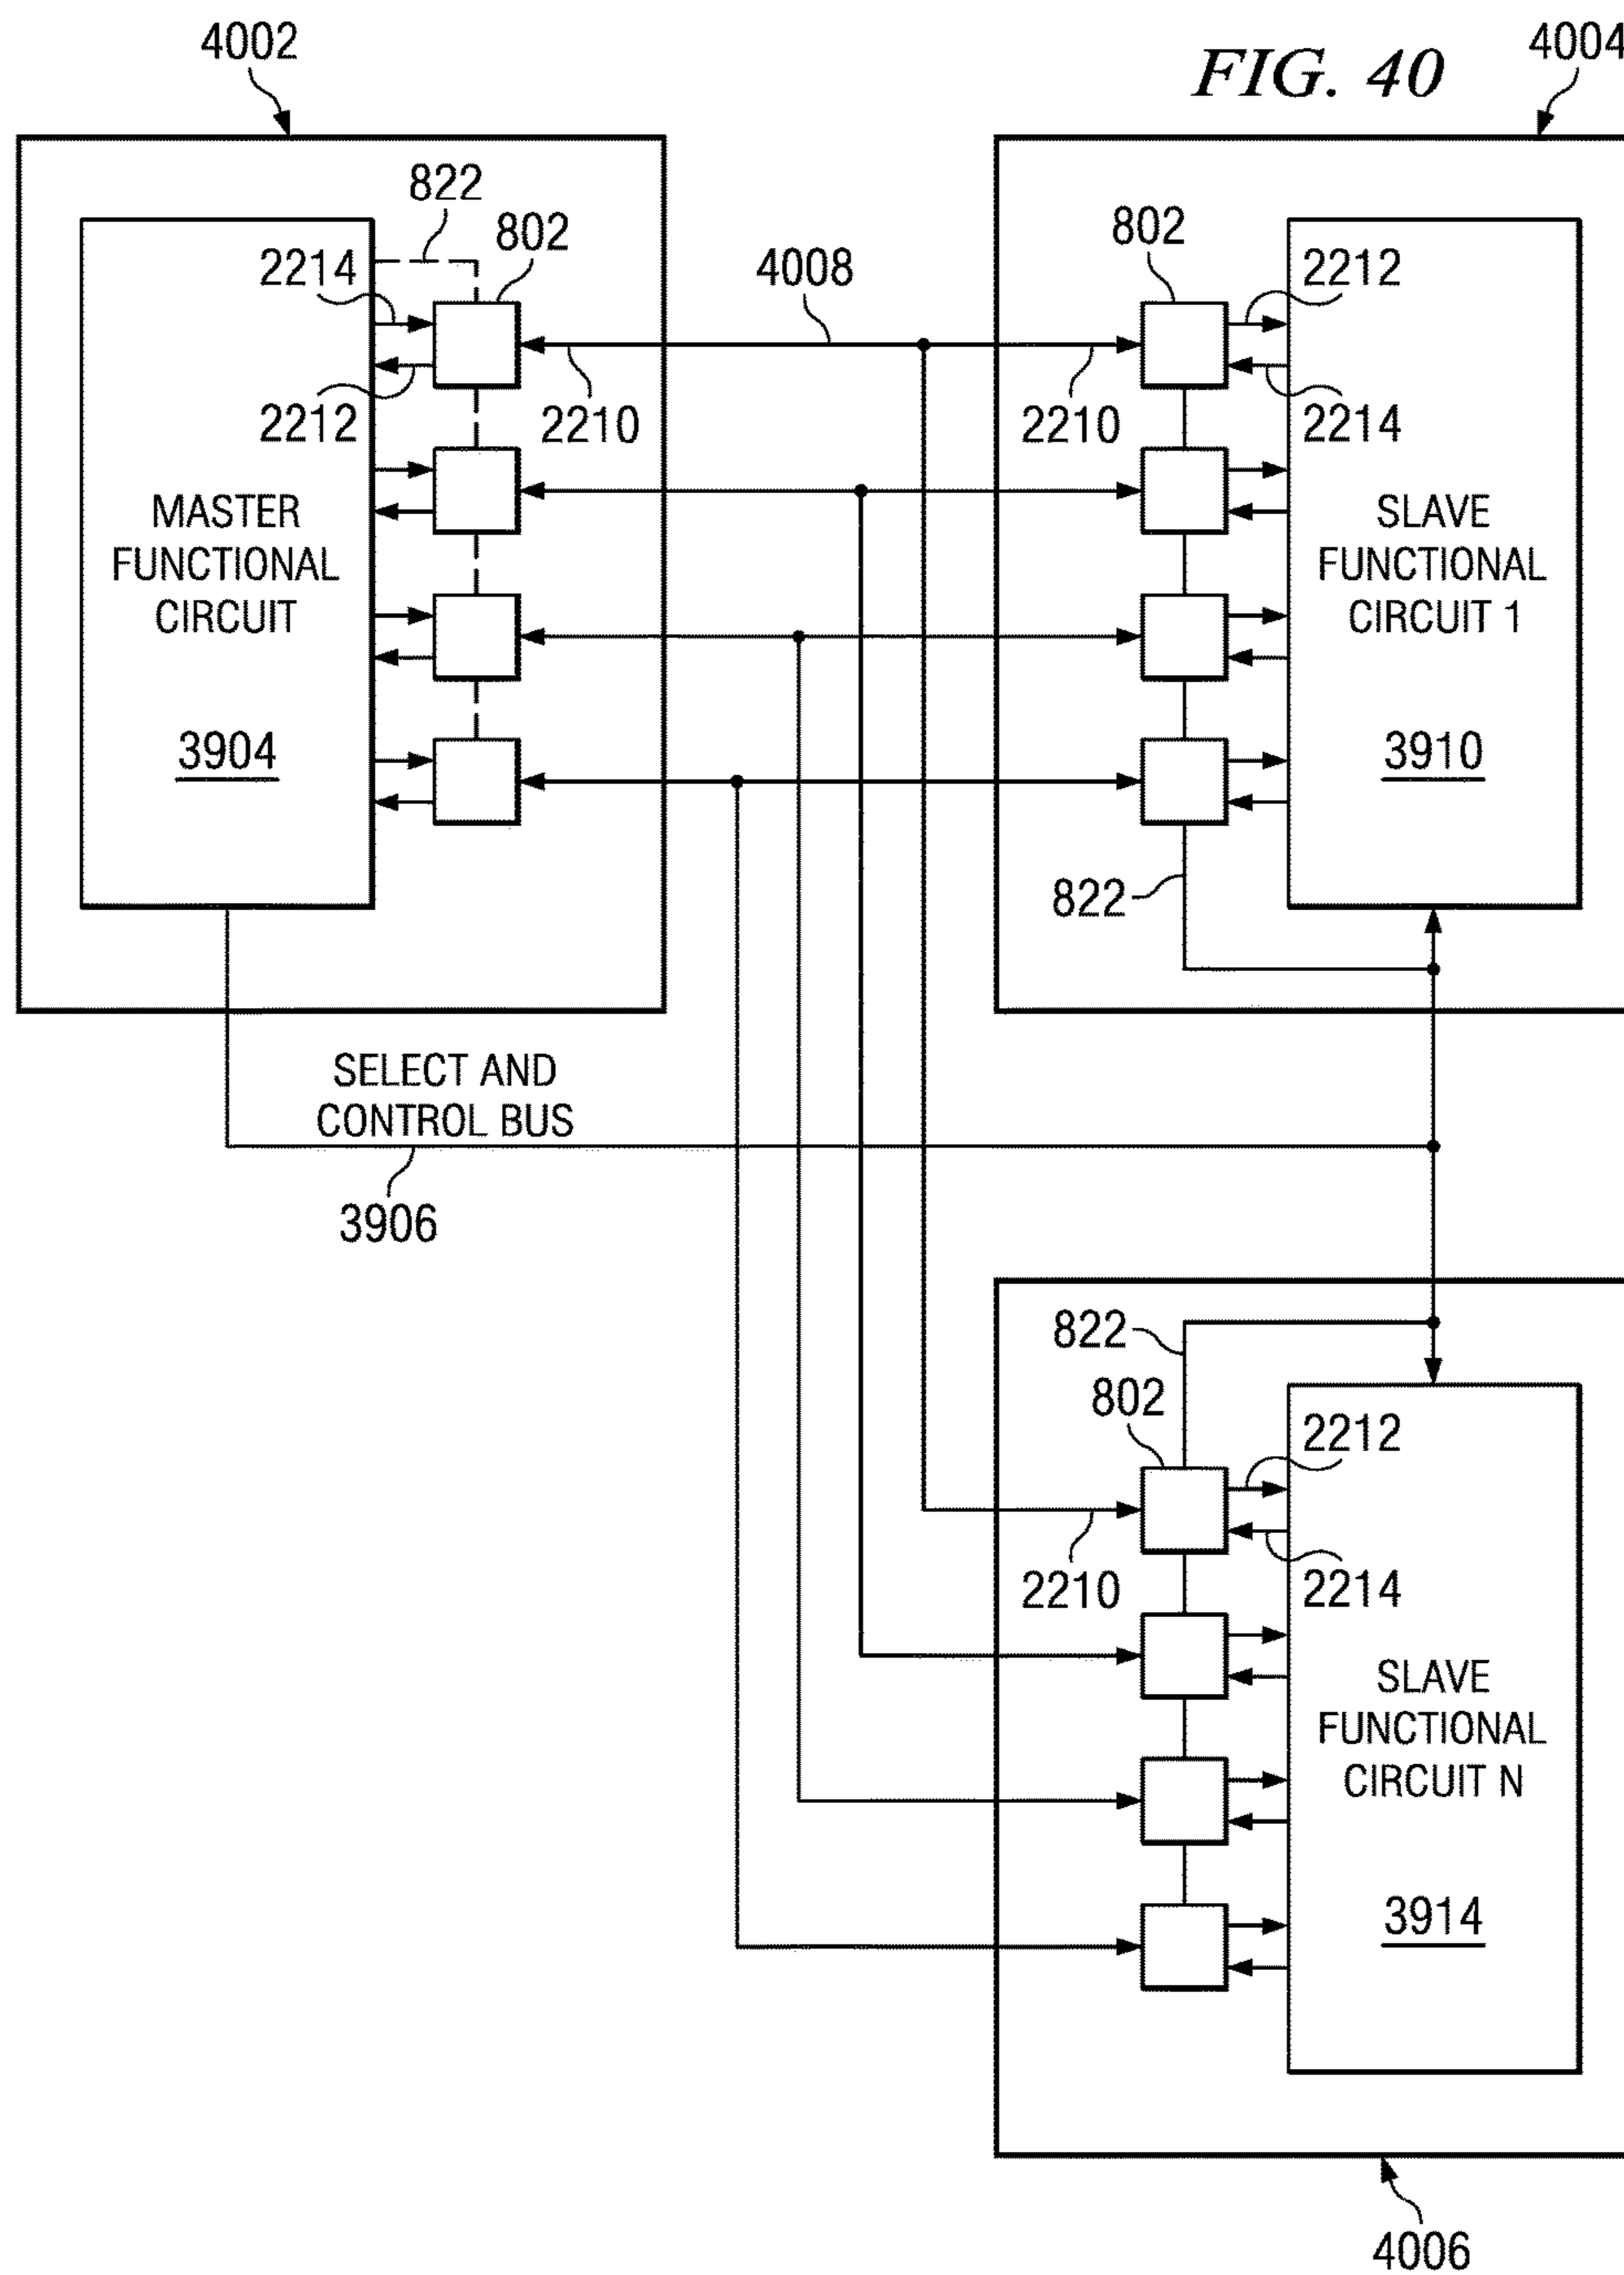 4002
FIG. 40
4004
822
802
2214
2212
2210
4008
802
2212
2210
2214
MASTER
FUNCTIONAL
CIRCUIT
3904
SLAVE
FUNCTIONAL
CIRCUIT 1
3910
822
SELECT AND
CONTROL BUS
3906
822
802
2212
2210
2214
SLAVE
FUNCTIONAL
CIRCUIT N
3914
4006